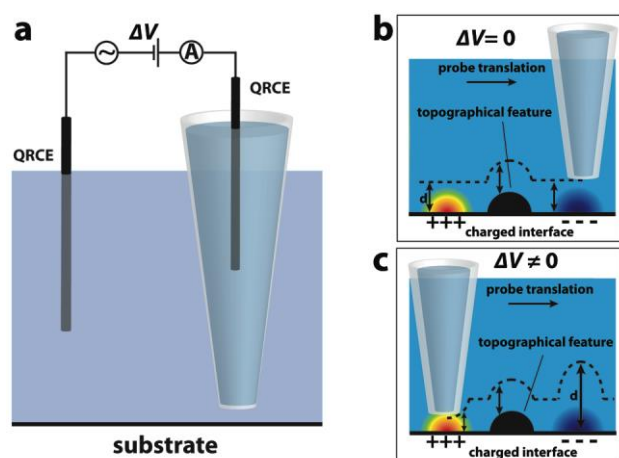 a
ΔV
~
A
QRCE
QRCE
substrate
b
ΔV= 0
probe translation
topographical feature
d
+++
- - -
charged interface
c
ΔV ≠ 0
probe translation
topographical feature
d
+++
- - -
charged interface